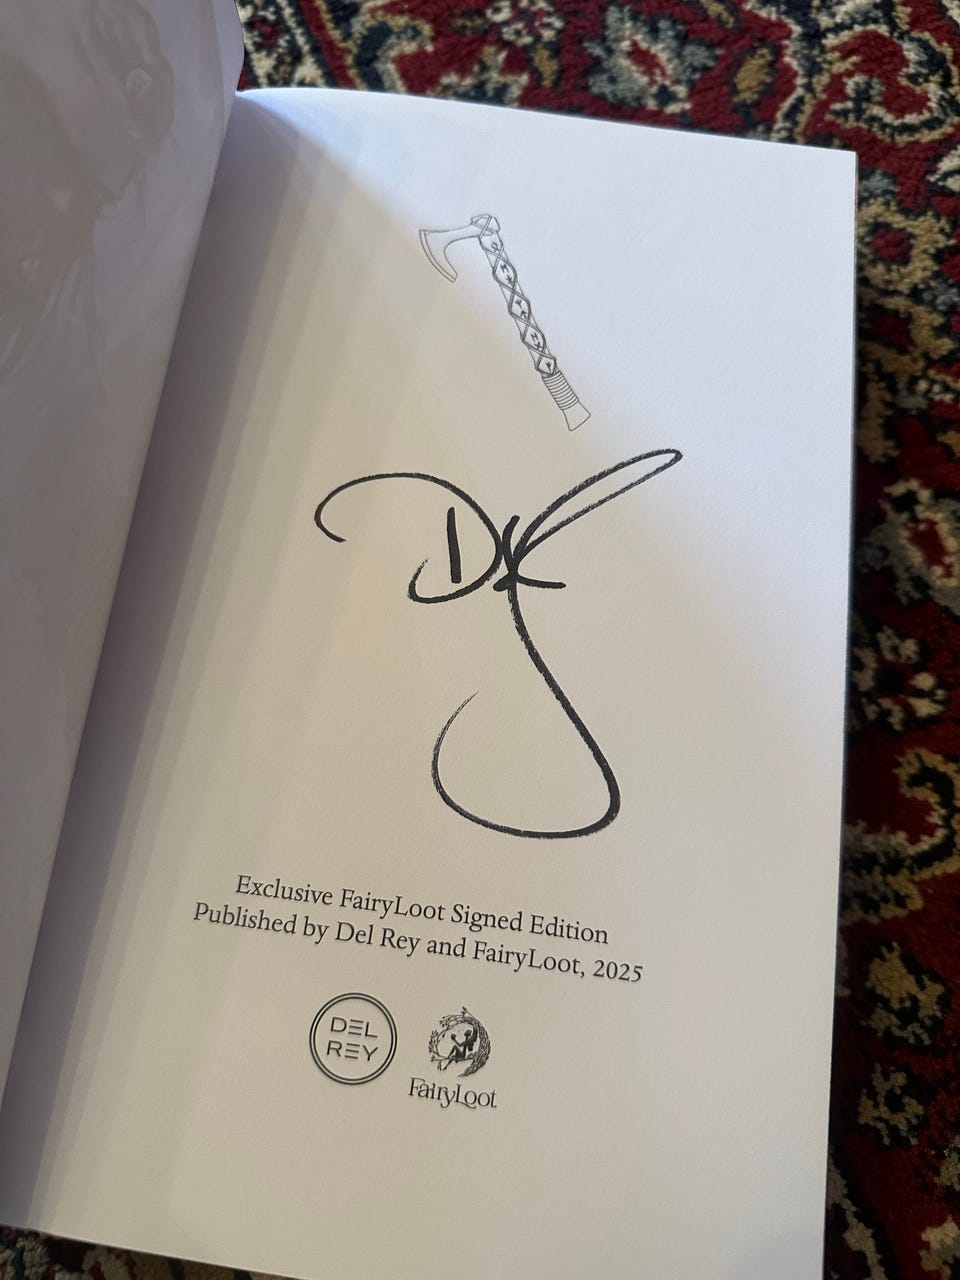 Exclusive FairyLoot Signed Edition
Published by Del Rey and FairyLoot, 2025
DEL
REY
FairyLoot